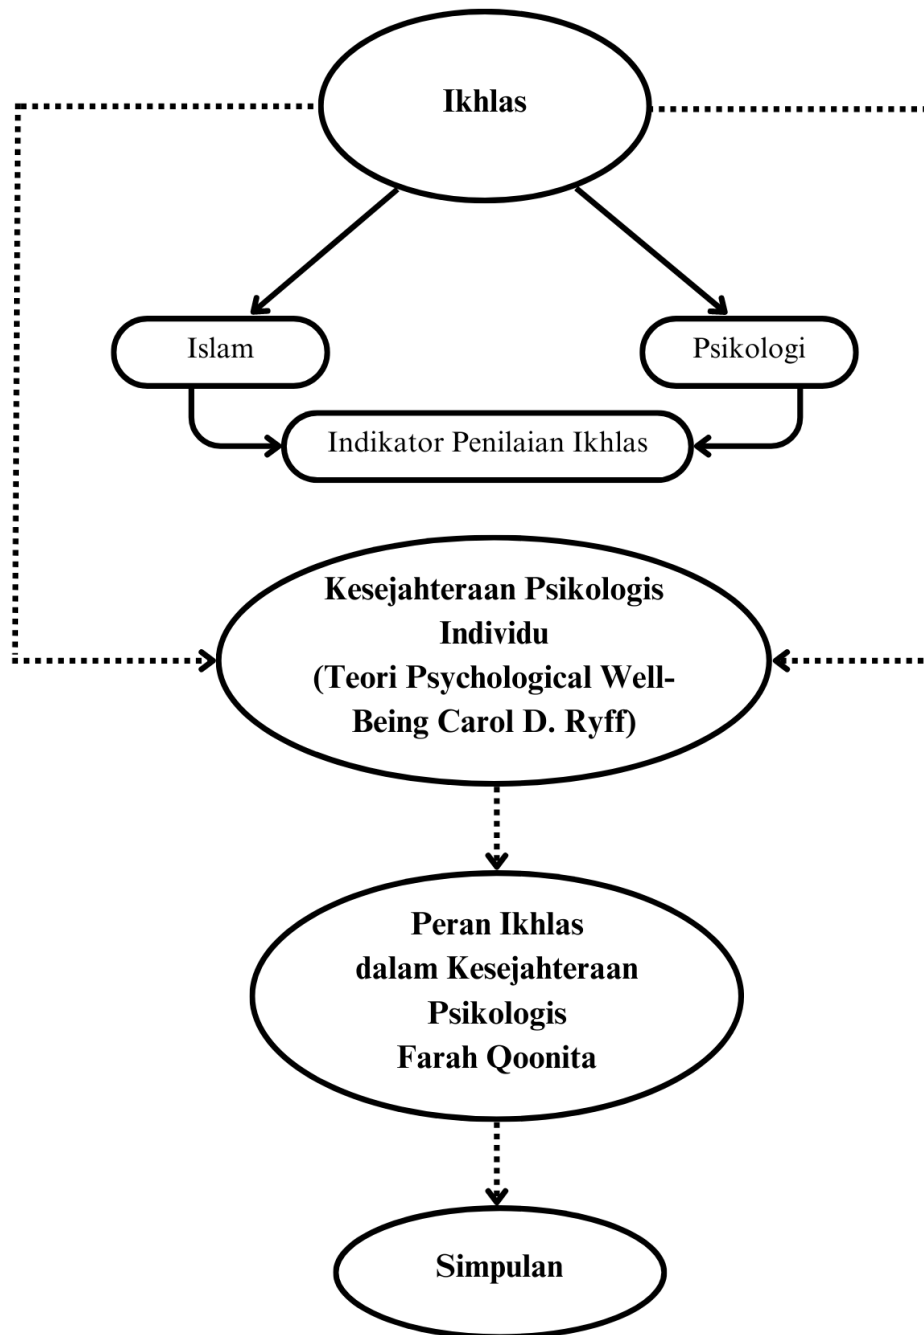 Ikhlas
Islam
Psikologi
Indikator Penilaian Ikhlas
Kesejahteraan Psikologis
Individu
(Teori Psychological Well-
Being Carol D. Ryff)
Peran Ikhlas
dalam Kesejahteraan
Psikologis
Farah Qoonita
Simpulan